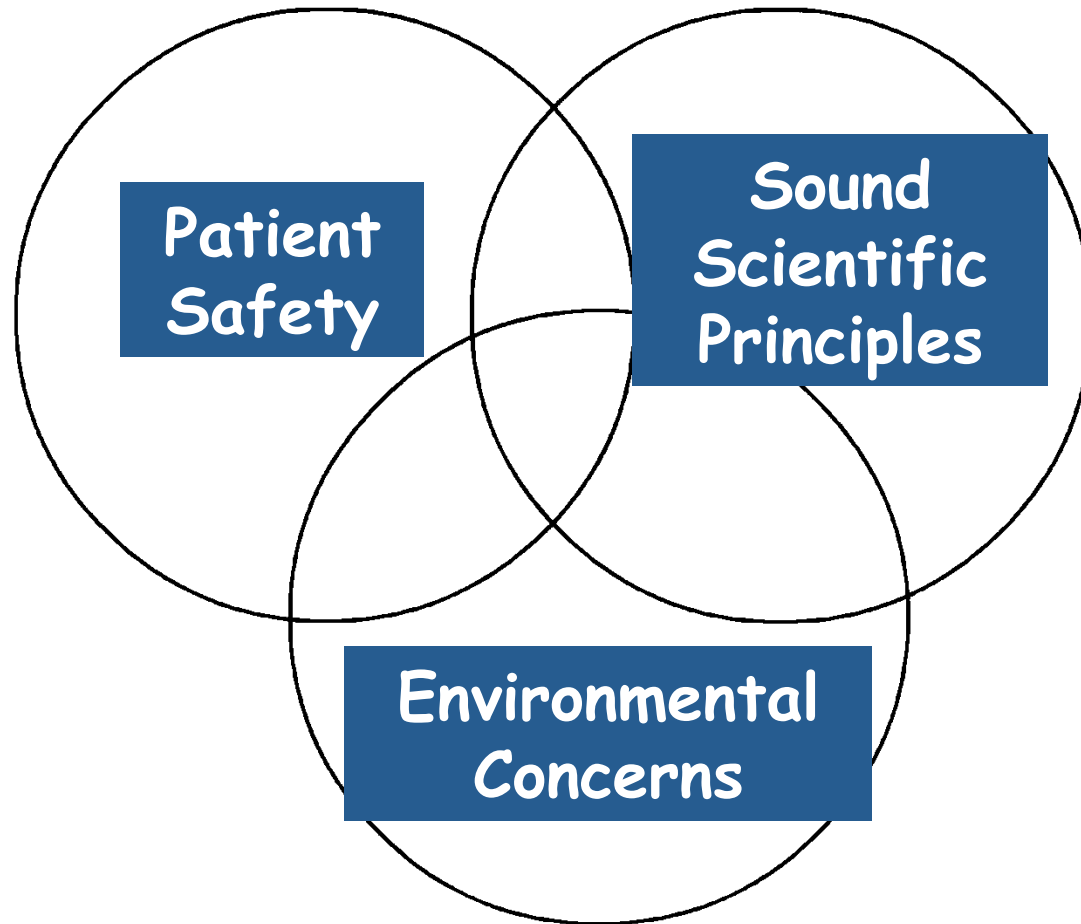 Patient
Safety
Sound
Scientific
Principles
Environmental
Concerns